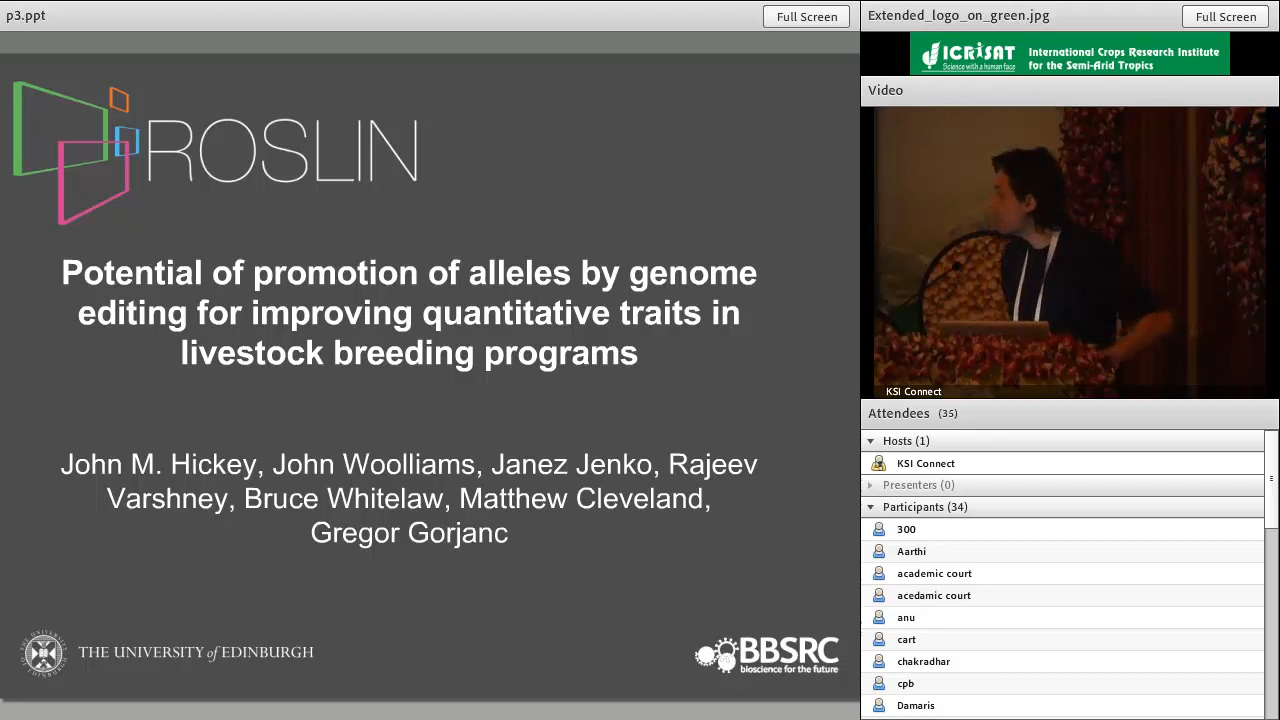 p3.ppt
Full Screen
ROSLIN
Potential of promotion of alleles by genome
editing for improving quantitative traits in
livestock breeding programs
John M. Hickey, John Woolliams, Janez Jenko, Rajeev
Varshney, Bruce Whitelaw, Matthew Cleveland,
Gregor Gorjanc
THE UNIVERSITY of EDINBURGH
BBSRC
bioscience for the future
Extended_logo_on_green.jpg
Full Screen
ICRISAT
Science with a human face
International Crops Research Institute
for the Semi-Arid Tropics
Video
KSI Connect
Attendees (35)
Hosts (1)
KSI Connect
Presenters (0)
Participants (34)
300
Aarthi
academic court
acedamic court
anu
cart
chakradhar
cpb
Damaris